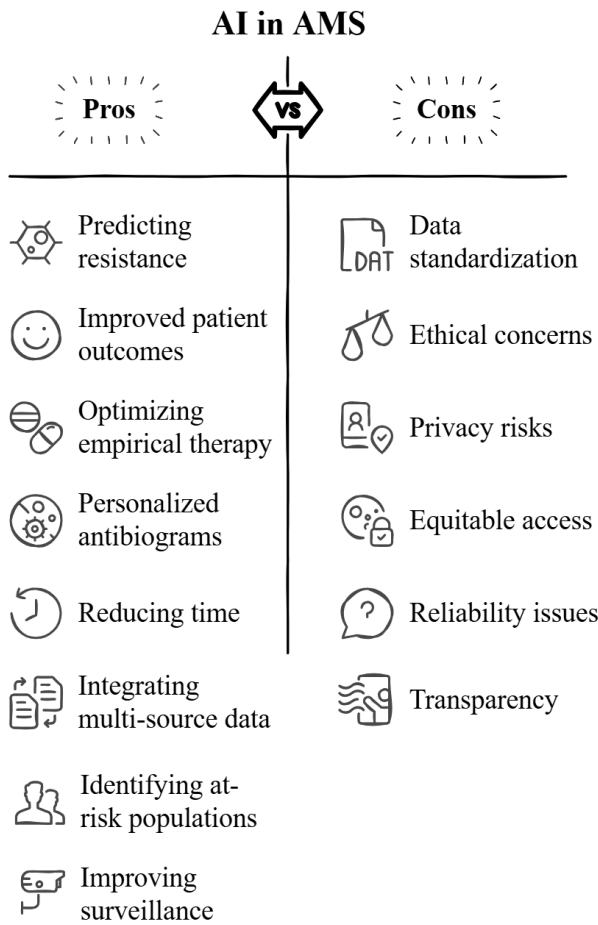 AI in AMS
Pros
VS
Cons
Predicting
resistance
Improved patient
outcomes
Optimizing
empirical therapy
Personalized
antibiograms
Reducing time
Integrating
multi-source data
Identifying at-
risk populations
Improving
surveillance
DAT
Data
standardization
Ethical concerns
Privacy risks
Equitable access
?
Reliability issues
Transparency